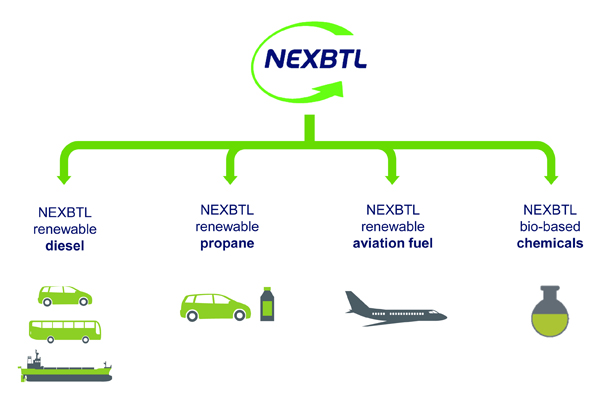 NEXBTL
NEXBTL
renewable
diesel
NEXBTL
renewable
propane
NEXBTL
renewable
aviation fuel
NEXBTL
bio-based
chemicals